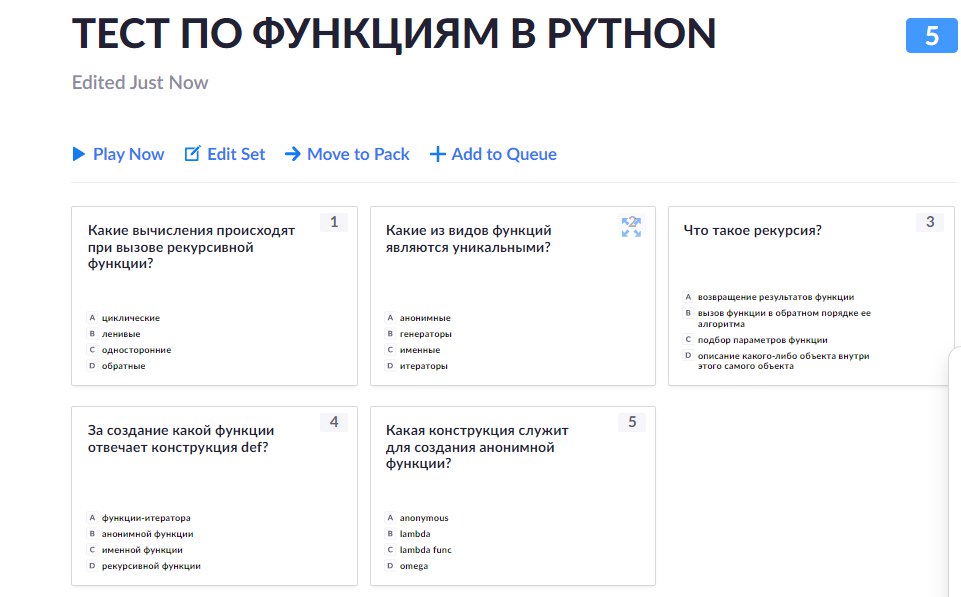 ТЕСТ ПО ФУНКЦИЯМ В PYTHON
5
Edited Just Now
Play Now Edit Set Move to Pack Add to Queue
1
Какие вычисления происходят
при вызове рекурсивной
функции?
A циклические
B ленивые
C односторонние
D обратные
2
Какие из видов функций
являются уникальными?
A анонимные
B генераторы
C именные
D итераторы
3
Что такое рекурсия?
A возвращение результатов функции
B вызов функции в обратном порядке ее
алгоритма
C подбор параметров функции
D описание какого-либо объекта внутри
этого самого объекта
4
За создание какой функции
отвечает конструкция def?
A функции-итератора
B анонимной функции
C именной функции
D рекурсивной функции
5
Какая конструкция служит
для создания анонимной
функции?
A anonymous
B lambda
C lambda func
D omega